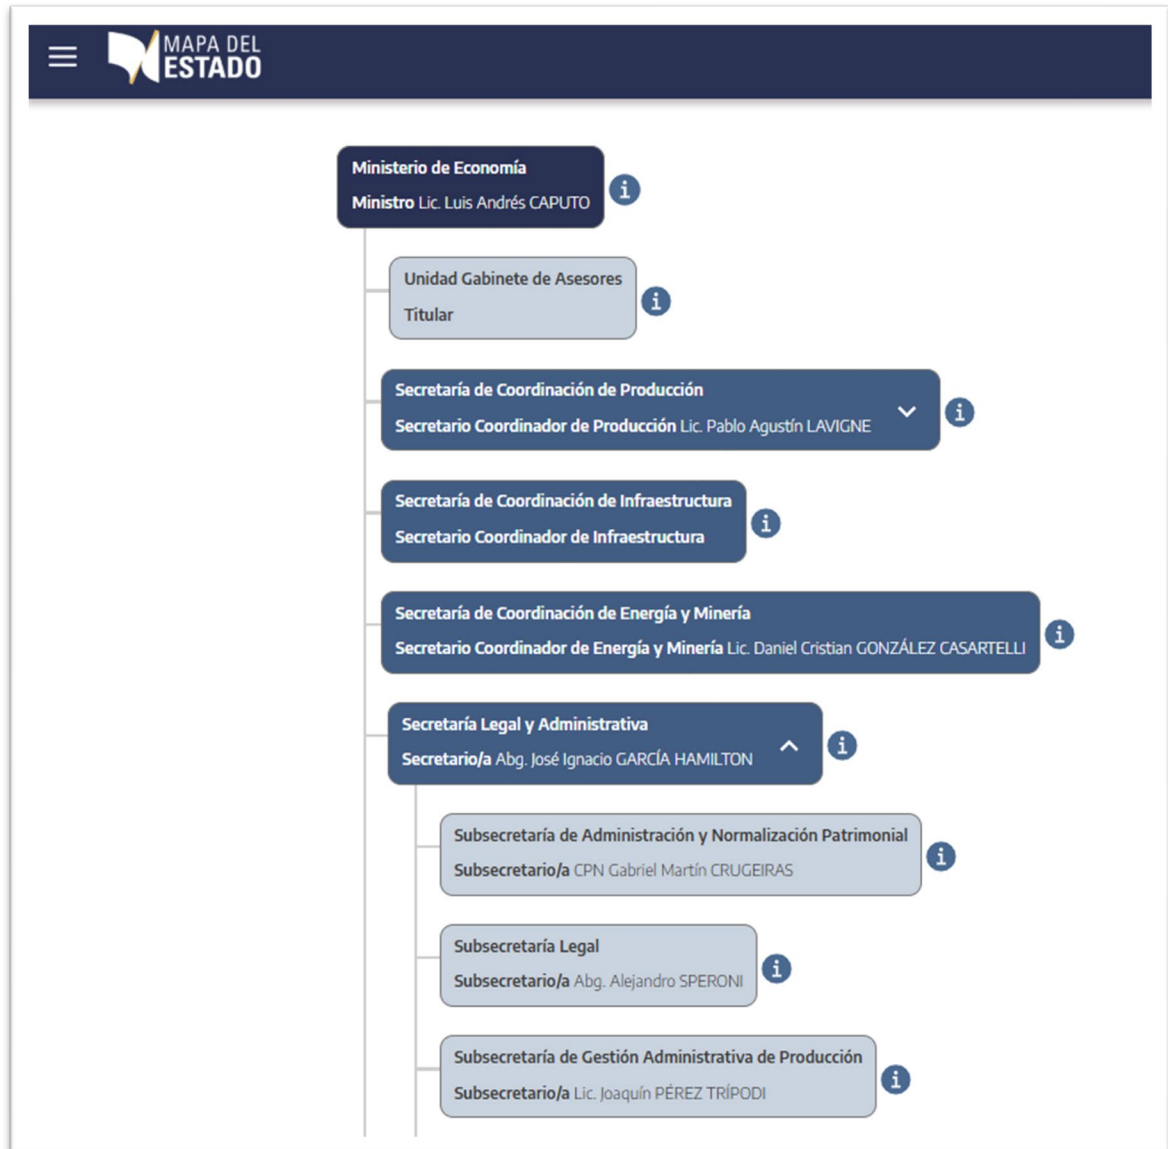 MAPA DEL
ESTADO
Ministerio de Economía
Ministro Lic. Luis Andrés CAPUTO
Unidad Gabinete de Asesores
Titular
Secretaría de Coordinación de Producción
Secretario Coordinador de Producción Lic. Pablo Agustín LAVIGNE
Secretaría de Coordinación de Infraestructura
Secretario Coordinador de Infraestructura
Secretaría de Coordinación de Energía y Minería
Secretario Coordinador de Energía y Minería Lic. Daniel Cristian GONZÁLEZ CASARTELLI
Secretaría Legal y Administrativa
Secretario/a Abg. José Ignacio GARCÍA HAMILTON
Subsecretaría de Administración y Normalización Patrimonial
Subsecretario/a CPN Gabriel Martín CRUGEIRAS
Subsecretaría Legal
Subsecretario/a Abg. Alejandro SPERONI
Subsecretaría de Gestión Administrativa de Producción
Subsecretario/a Lic. Joaquín PÉREZ TRÍPODI